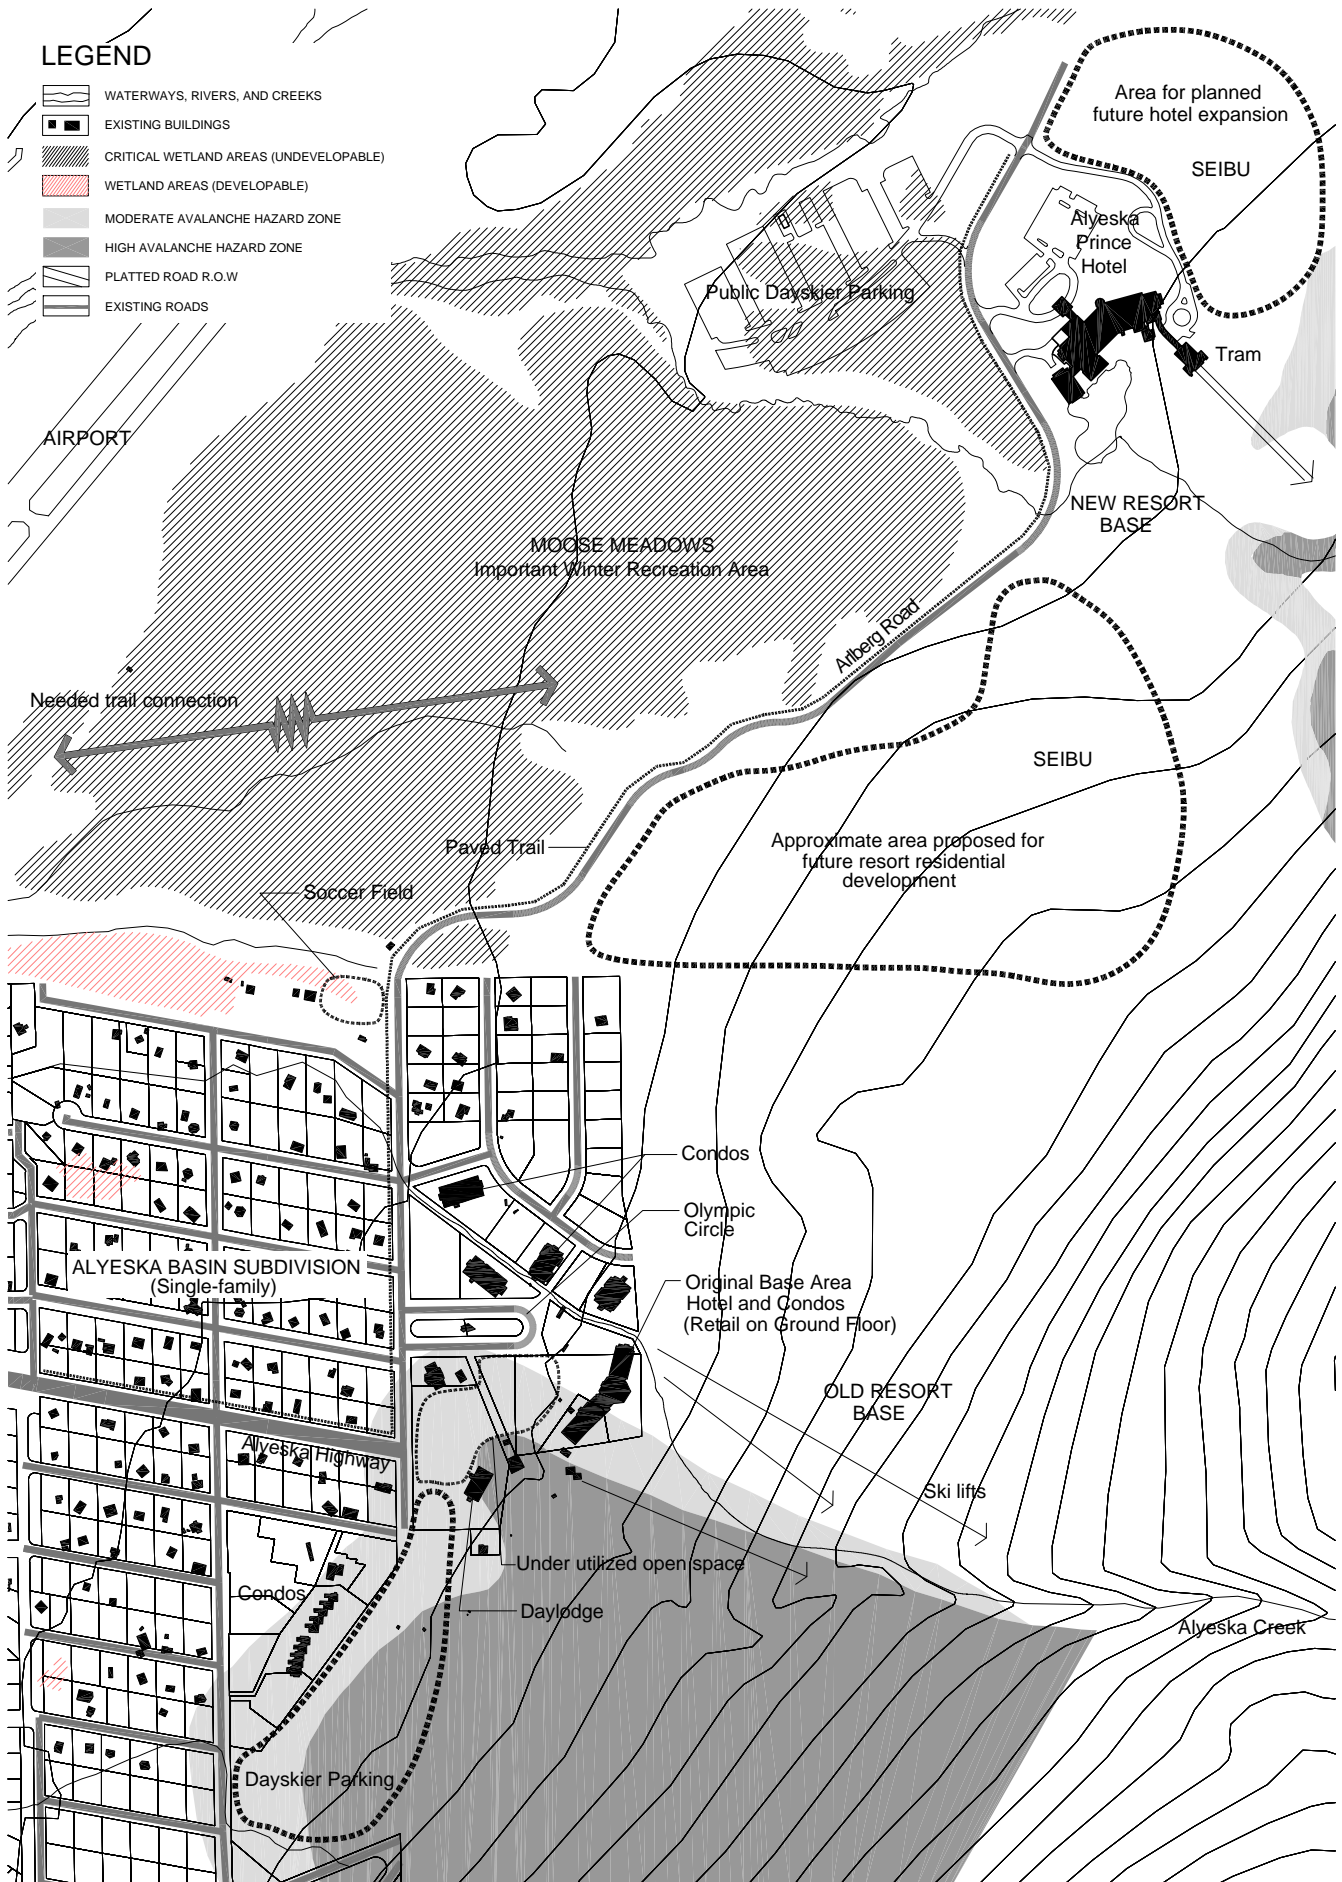 LEGEND
WATERWAYS, RIVERS, AND CREEKS
EXISTING BUILDINGS
CRITICAL WETLAND AREAS (UNDEVELOPABLE)
WETLAND AREAS (DEVELOPABLE)
MODERATE AVALANCHE HAZARD ZONE
HIGH AVALANCHE HAZARD ZONE
PLATTED ROAD R.O.W
EXISTING ROADS
Area for planned
future hotel expansion
SEIBU
Alyeska
Prince
Hotel
Public Dayskier Parking
Tram
AIRPORT
NEW RESORT
BASE
MOOSE MEADOWS
Important Winter Recreation Area
Arlberg Road
Needed trail connection
SEIBU
Paved Trail
Approximate area proposed for
future resort residential
development
Soccer Field
Condos
Olympic
Circle
ALYESKA BASIN SUBDIVISION
(Single-family)
Original Base Area
Hotel and Condos
(Retail on Ground Floor)
OLD RESORT
BASE
Alyeska Highway
Ski lifts
Under utilized open space
Condos
Daylodge
Alyeska Creek
Dayskier Parking